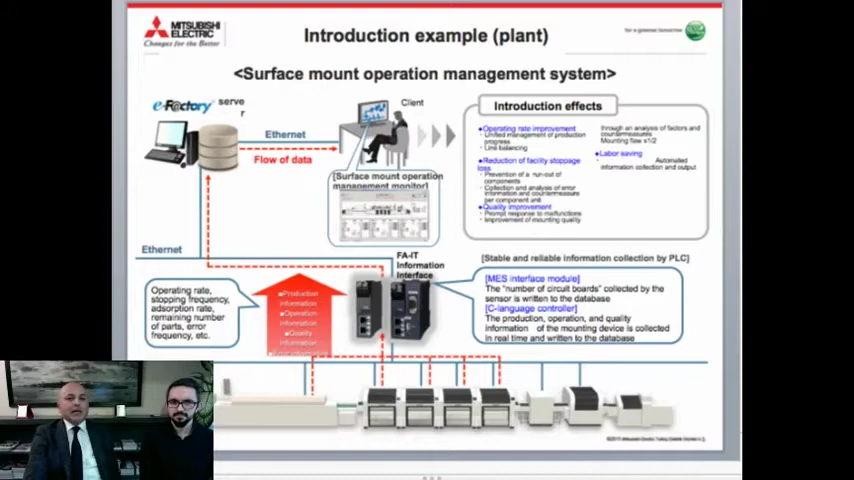 MITSUBISHI
ELECTRIC
Changes for the Better
Introduction example (plant)
for a greener tomorrow
<Surface mount operation management system>
e-F@ctory
serve
r
Client
Ethernet
Flow of data
[Surface mount operation
management monitor]
Introduction effects
●Operating rate improvement
· Unified management of production
progress
· Line balancing
●Reduction of facility stoppage
loss
· Prevention of a run-out of
components
· Collection and analysis of error
information and countermeasure
per component unit
●Quality improvement
· Prompt response to malfunctions
· Improvement of mounting quality
through an analysis of factors and
countermeasures
Mounting flaw x1/2
●Labor saving
· Automated
information collection and output
Ethernet
FA-IT
Information
Interface
[Stable and reliable information collection by PLC]
Operating rate,
stopping frequency,
adsorption rate,
remaining number
of parts, error
frequency, etc.
■Production
information
■Operation
information
■Quality
information
[MES interface module]
The "number of circuit boards" collected by the
sensor is written to the database
[C-language controller]
The production, operation, and quality
information of the mounting device is collected
in real time and written to the database